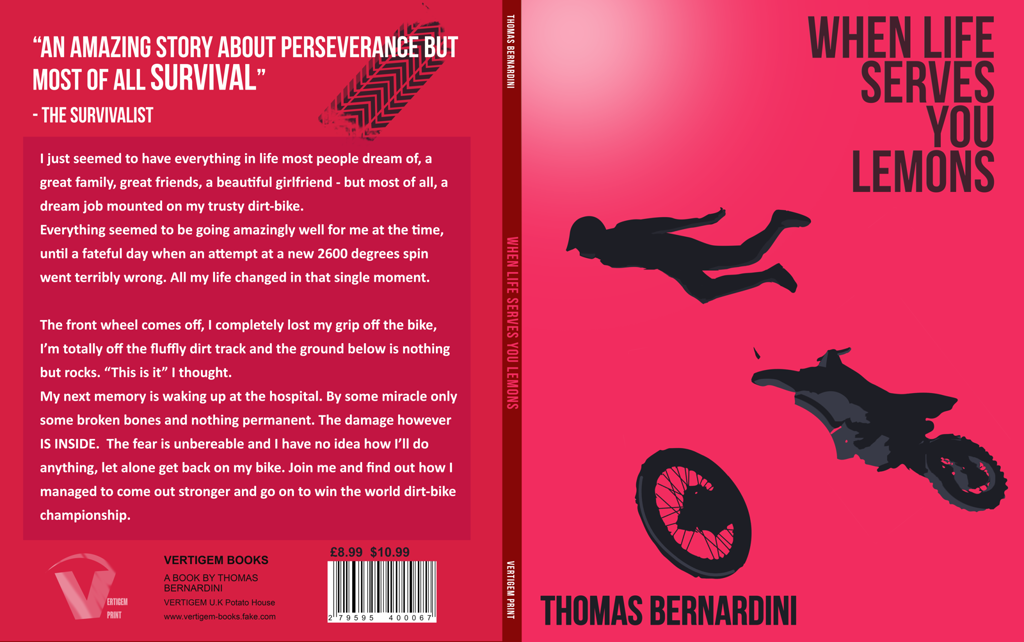 “AN AMAZING STORY ABOUT PERSEVERANCE BUT
MOST OF ALL SURVIVAL”
- THE SURVIVALIST
I just seemed to have everything in life most people dream of, a
great family, great friends, a beautiful girlfriend - but most of all, a
dream job mounted on my trusty dirt-bike.
Everything seemed to be going amazingly well for me at the time,
until a fateful day when an attempt at a new 2600 degrees spin
went terribly wrong. All my life changed in that single moment.
The front wheel comes off, I completely lost my grip off the bike,
I’m totally off the fluffly dirt track and the ground below is nothing
but rocks. “This is it” I thought.
My next memory is waking up at the hospital. By some miracle only
some broken bones and nothing permanent. The damage however
IS INSIDE. The fear is unbereable and I have no idea how I’ll do
anything, let alone get back on my bike. Join me and find out how I
managed to come out stronger and go on to win the world dirt-bike
championship.
VERTIGEM
PRINT
VERTIGEM BOOKS
A BOOK BY THOMAS
BERNARDINI
VERTIGEM U.K Potato House
www.vertigem-books.fake.com
£8.99 $10.99
2 79595 400067
THOMAS BERNARDINI
WHEN LIFE SERVES YOU LEMONS
VERTIGEM PRINT
WHEN LIFE
SERVES
YOU
LEMONS
THOMAS BERNARDINI